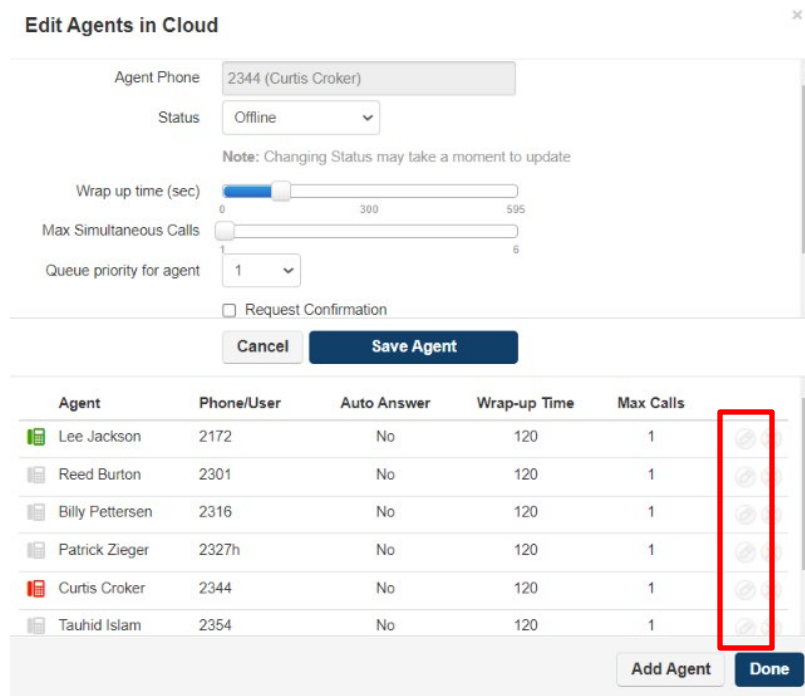 Edit Agents in Cloud
×
Agent Phone 2344 (Curtis Croker)
Status Offline
Note: Changing Status may take a moment to update
Wrap up time (sec)
0 300 595
Max Simultaneous Calls
1 6
Queue priority for agent 1
Request Confirmation
Cancel Save Agent
Agent Phone/User Auto Answer Wrap-up Time Max Calls
Lee Jackson 2172 No 120 1
Reed Burton 2301 No 120 1
Billy Pettersen 2316 No 120 1
Patrick Zieger 2327h No 120 1
Curtis Croker 2344 No 120 1
Tauhid Islam 2354 No 120 1
Add Agent Done